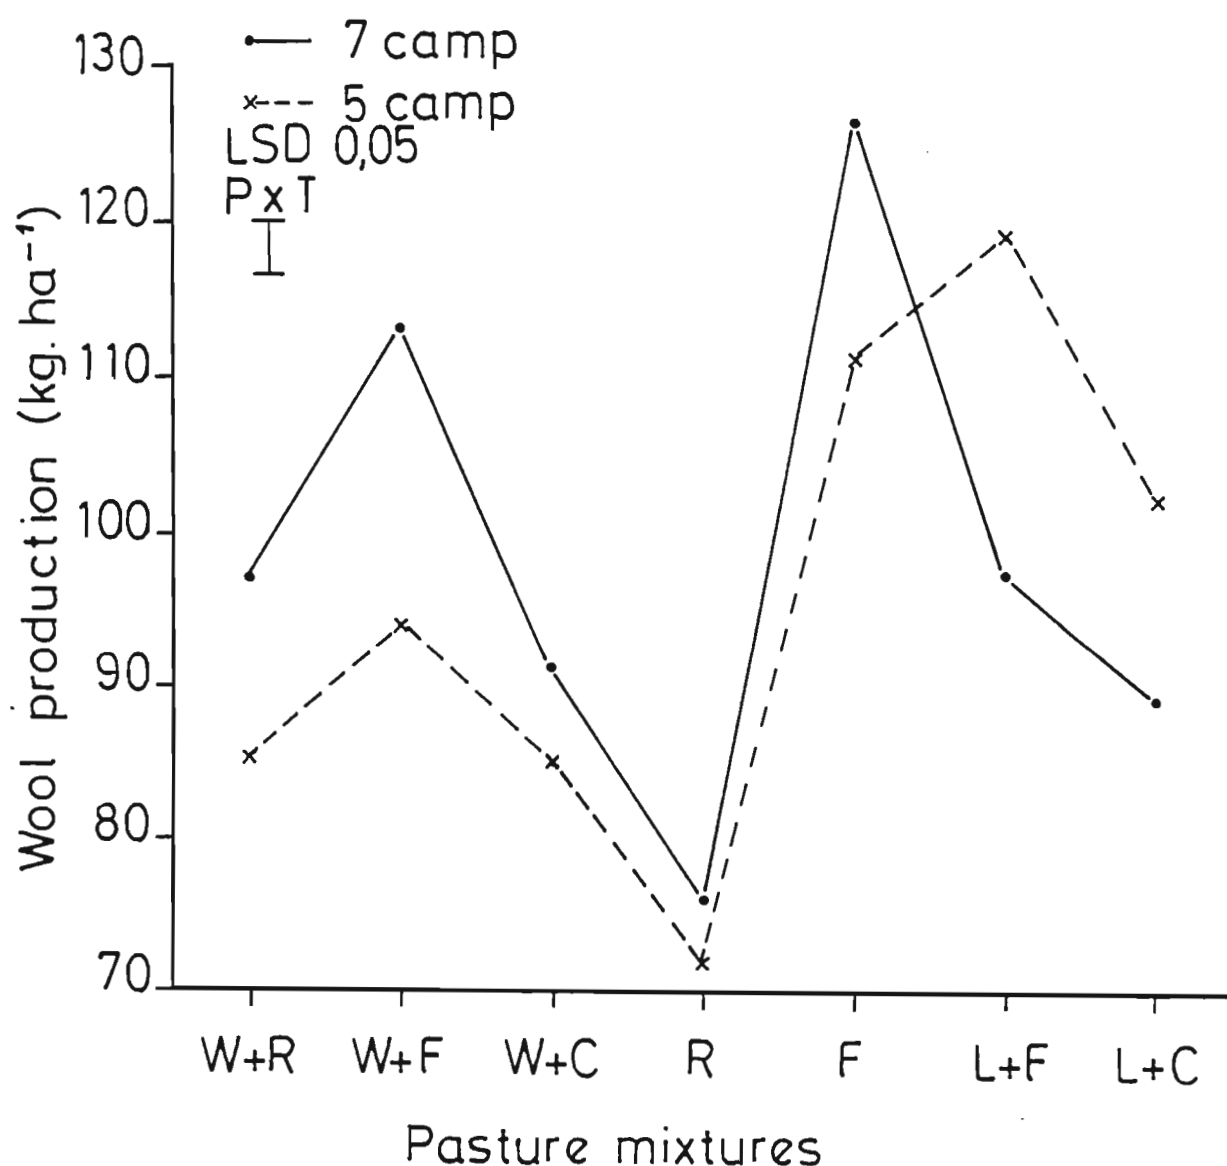 7 camp
5 camp
LSD 0,05
P x T
130
120
110
100
90
80
70
Wool production (kg. ha⁻¹)
W+R W+F W+C R F L+F L+C
Pasture mixtures